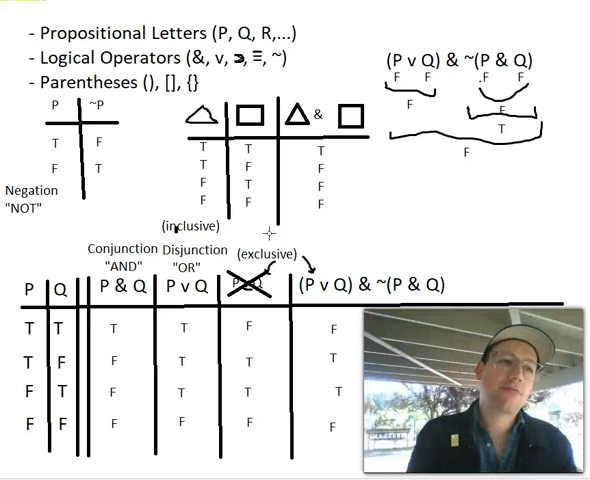 - Propositional Letters (P, Q, R,...)
- Logical Operators (&, v, ⊃, ≡, ~)
- Parentheses (), [], {}
(P v Q) & ~(P & Q)
F F F F
F F
T
F
P ~P
T F
F T
Negation
"NOT"
&
T T T
T F F
F T F
F F F
(inclusive)
Conjunction Disjunction (exclusive)
"AND" "OR"
P Q P & Q P v Q (P v Q) & ~(P & Q)
T T T T F F
T F F T T T
F T F T T T
F F F F F F